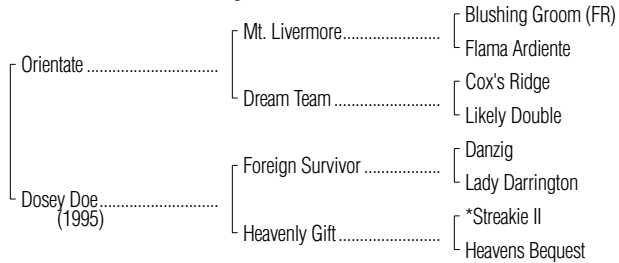 Blushing Groom (FR)
Mt. Livermore.....................
Flama Ardiente
Orientate .............................
Cox's Ridge
Dream Team .......................
Likely Double
Danzig
Foreign Survivor .................
Lady Darrington
Dosey Doe..........................
(1995)
*Streakie II
Heavenly Gift......................
Heavens Bequest